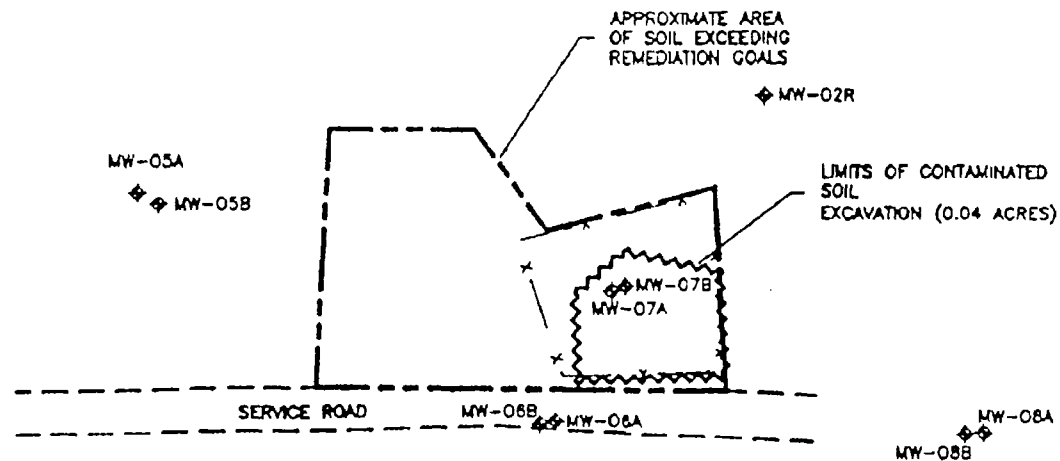 APPROXIMATE AREA
OF SOIL EXCEEDING
REMEDIATION GOALS
MW-02R
MW-05A
MW-05B
LIMITS OF CONTAMINATED
SOIL
EXCAVATION (0.04 ACRES)
MW-07B
MW-07A
SERVICE ROAD
MW-06B
MW-06A
MW-08A
MW-08B